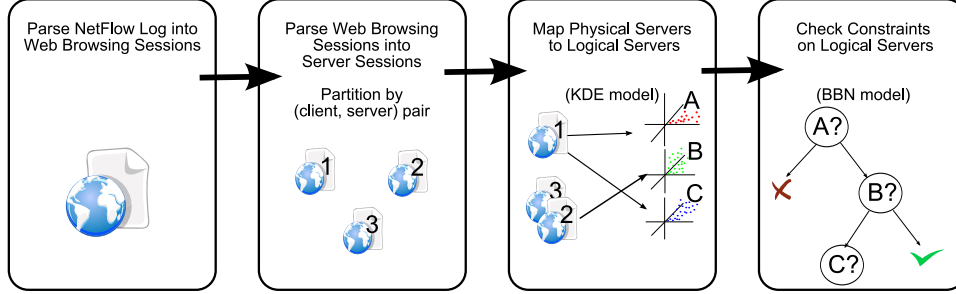 Parse NetFlow Log into
Web Browsing Sessions
Parse Web Browsing
Sessions into
Server Sessions
Partition by
(client, server) pair
1
2
3
Map Physical Servers
to Logical Servers
(KDE model)
1
3
2
A
B
C
Check Constraints
on Logical Servers
(BBN model)
A?
B?
C?